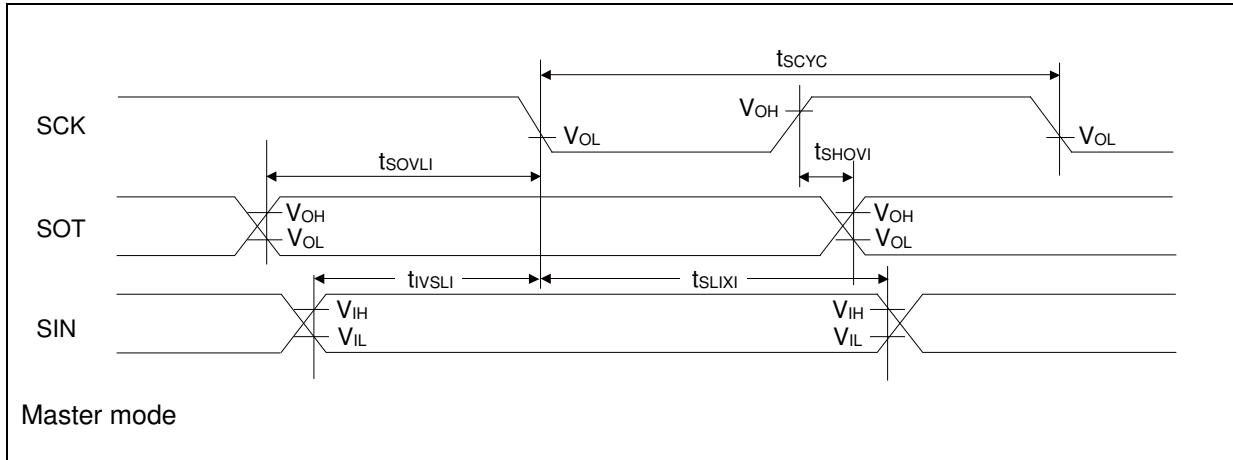 tSCYC
SCK
VOH
VOL
VOL
tSHOVI
tSOVLI
SOT
VOH
VOL
VOH
VOL
tIVSLI
tSLIXI
SIN
VIH
VIL
VIH
VIL
Master mode